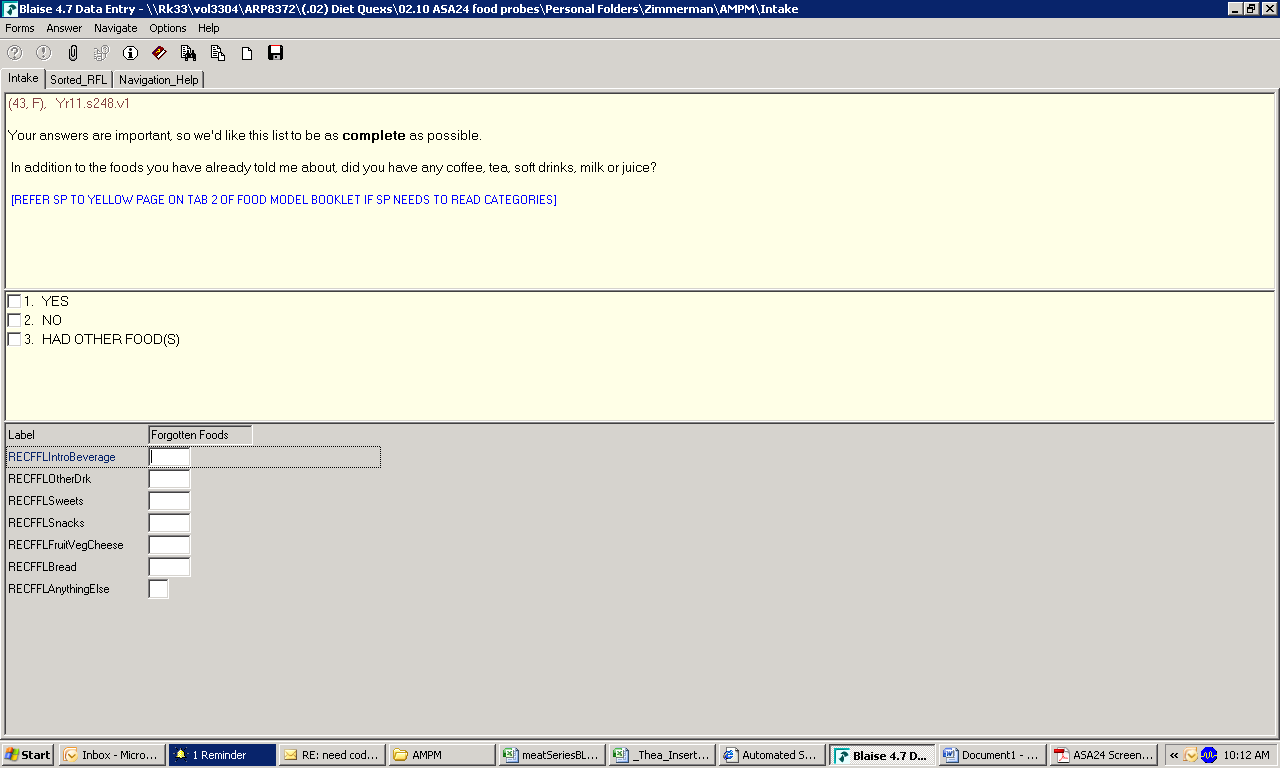 Blaise 4.7 Data Entry - \\Rk33\vol3304\ARP8372\(.02) Diet Quexs\02.10 ASA24 food probes\Personal Folders\Zimmerman\AMPM\Intake
Forms Answer Navigate Options Help
Intake Sorted_RFL Navigation_Help
(43, F), Yr11.s248.v1
Your answers are important, so we'd like this list to be as complete as possible.
In addition to the foods you have already told me about, did you have any coffee, tea, soft drinks, milk or juice?
[REFER SP TO YELLOW PAGE ON TAB 2 OF FOOD MODEL BOOKLET IF SP NEEDS TO READ CATEGORIES]
1. YES
2. NO
3. HAD OTHER FOOD(S)
Label Forgotten Foods
RECFFLIntroBeverage
RECFFLOtherDrk
RECFFLSweets
RECFFLSnacks
RECFFLFruitVegCheese
RECFFLBread
RECFFLAnythingElse
Start Inbox - Micro... 1 Reminder RE: need cod... AMPM meatSeriesBL... _Thea_Insert... Automated S... Blaise 4.7 D... Document1 - ... ASA24 Screen... « 10:12 AM